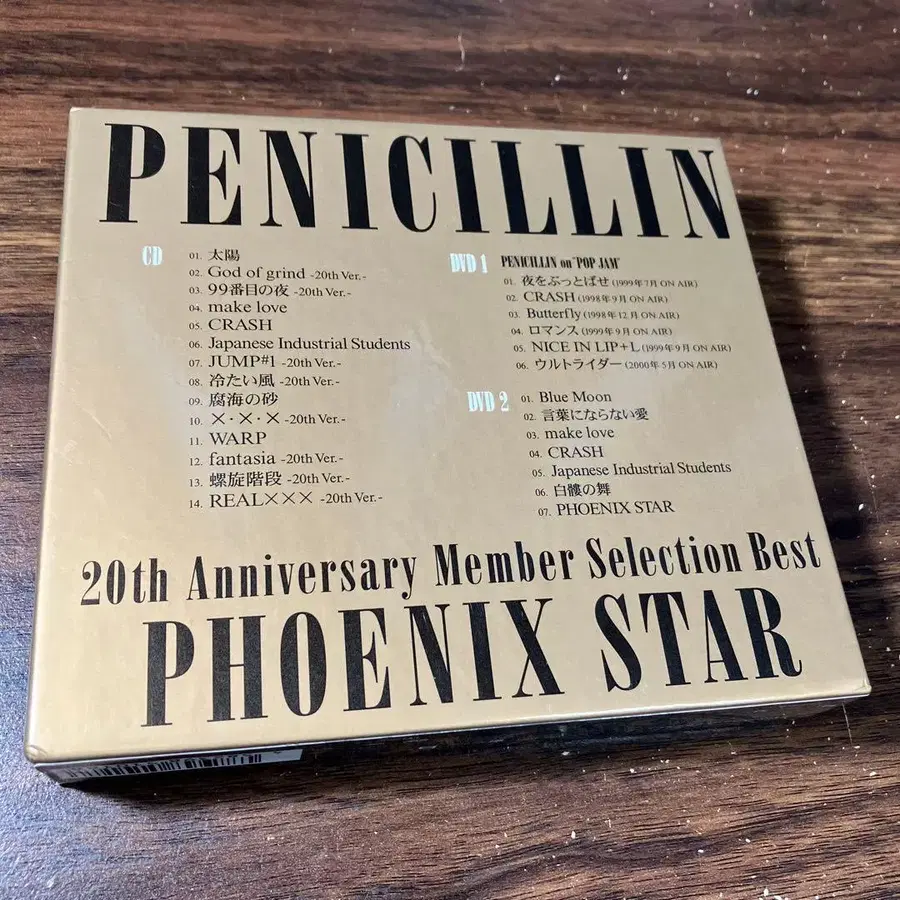 PENICILLIN
CD
01. 太陽
02. God of grind -20th Ver.-
03. 99番目の夜 -20th Ver.-
04. make love
05. CRASH
06. Japanese Industrial Students
07. JUMP#1 -20th Ver.-
08. 冷たい風 -20th Ver.-
09. 腐海の砂
10. ×・×・× -20th Ver.-
11. WARP
12. fantasia -20th Ver.-
13. 螺旋階段 -20th Ver.-
14. REAL××× -20th Ver.-
DVD 1 PENICILLIN on "POP JAM"
01. 夜をぶっとばせ (1999年7月 ON AIR)
02. CRASH (1998年9月 ON AIR)
03. Butterfly (1998年12月 ON AIR)
04. ロマンス (1999年9月 ON AIR)
05. NICE IN LIP+L (1999年9月 ON AIR)
06. ウルトライダー (2000年5月 ON AIR)
DVD 2
01. Blue Moon
02. 言葉にならない愛
03. make love
04. CRASH
05. Japanese Industrial Students
06. 白髏の舞
07. PHOENIX STAR
20th Anniversary Member Selection Best
PHOENIX STAR